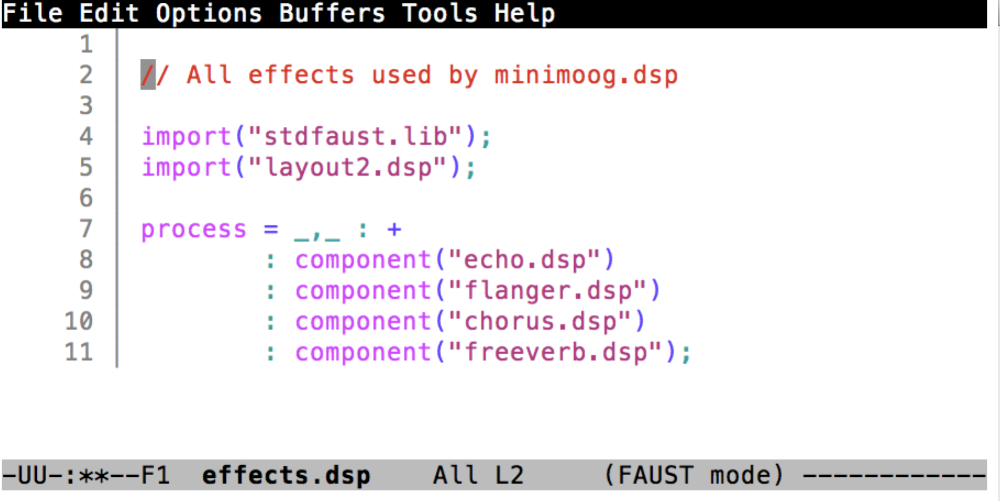 File Edit Options Buffers Tools Help
1
2 // All effects used by minimoog.dsp
3
4 import("stdfaust.lib");
5 import("layout2.dsp");
6
7 process = _,_ : +
8 : component("echo.dsp")
9 : component("flanger.dsp")
10 : component("chorus.dsp")
11 : component("freeverb.dsp");
-UU-:**--F1 effects.dsp All L2 (FAUST mode) ------------